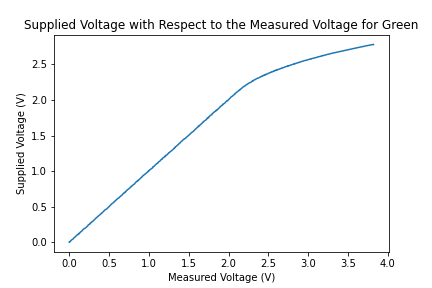 Supplied Voltage with Respect to the Measured Voltage for Green
Supplied Voltage (V)
2.5
2.0
1.5
1.0
0.5
0.0
0.0 0.5 1.0 1.5 2.0 2.5 3.0 3.5 4.0
Measured Voltage (V)